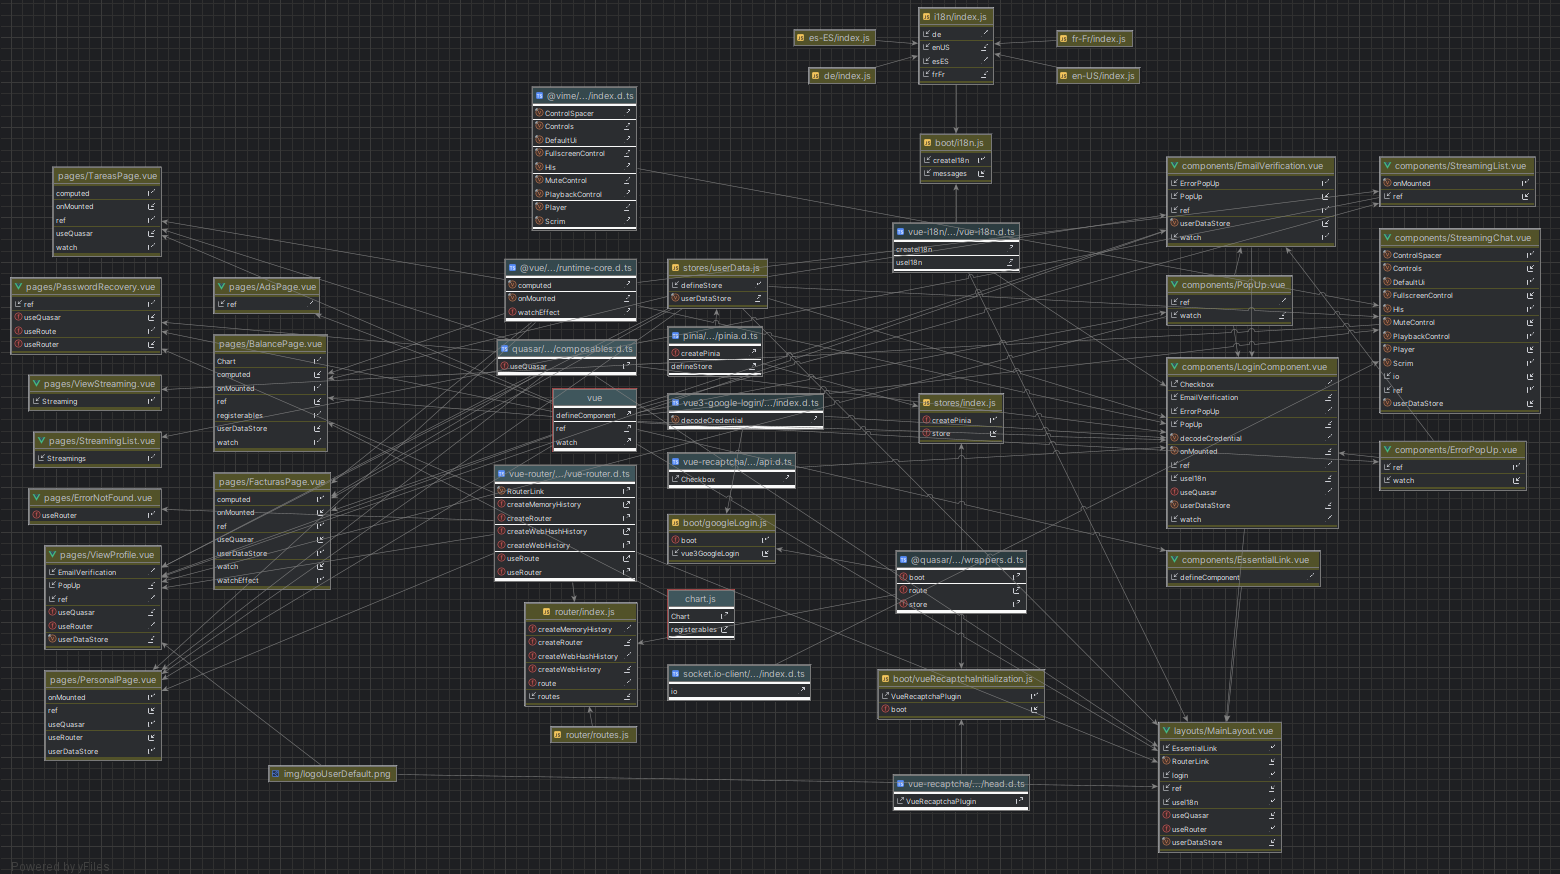 i18n/index.js
de
enUS
esES
frFr
es-ES/index.js
fr-Fr/index.js
de/index.js
en-US/index.js
@vime/.../index.d.ts
ControlSpacer
Controls
DefaultUi
FullscreenControl
Hls
MuteControl
PlaybackControl
Player
Scrim
boot/i18n.js
createI18n
messages
pages/TareasPage.vue
computed
onMounted
ref
useQuasar
watch
components/EmailVerification.vue
ErrorPopUp
PopUp
ref
userDataStore
watch
components/StreamingList.vue
onMounted
ref
vue-i18n/.../vue-i18n.d.ts
createI18n
useI18n
components/StreamingChat.vue
ControlSpacer
Controls
DefaultUi
FullscreenControl
Hls
MuteControl
PlaybackControl
Player
Scrim
io
ref
userDataStore
@vue/.../runtime-core.d.ts
computed
onMounted
watchEffect
stores/userData.js
defineStore
userDataStore
pages/PasswordRecovery.vue
ref
useQuasar
useRoute
useRouter
pages/AdsPage.vue
ref
components/PopUp.vue
ref
watch
pages/BalancePage.vue
Chart
computed
onMounted
ref
registerables
userDataStore
watch
quasar/.../composables.d.ts
useQuasar
pinia/.../pinia.d.ts
createPinia
defineStore
components/LoginComponent.vue
Checkbox
EmailVerification
ErrorPopUp
PopUp
decodeCredential
onMounted
ref
useI18n
useQuasar
userDataStore
watch
pages/ViewStreaming.vue
Streaming
vue
defineComponent
ref
watch
vue3-google-login/.../index.d.ts
decodeCredential
stores/index.js
createPinia
store
pages/StreamingList.vue
Streamings
components/ErrorPopUp.vue
ref
watch
vue-recaptcha/.../api.d.ts
Checkbox
vue-router/.../vue-router.d.ts
RouterLink
createMemoryHistory
createRouter
createWebHashHistory
createWebHistory
useRoute
useRouter
pages/FacturasPage.vue
computed
onMounted
ref
useQuasar
userDataStore
watch
watchEffect
pages/ErrorNotFound.vue
useRouter
boot/googleLogin.js
boot
vue3GoogleLogin
pages/ViewProfile.vue
EmailVerification
PopUp
ref
useQuasar
useRouter
userDataStore
@quasar/.../wrappers.d.ts
boot
route
store
components/EssentialLink.vue
defineComponent
chart.js
Chart
registerables
router/index.js
createMemoryHistory
createRouter
createWebHashHistory
createWebHistory
route
routes
pages/PersonalPage.vue
onMounted
ref
useQuasar
useRouter
userDataStore
socket.io-client/.../index.d.ts
io
boot/vueRecaptchaInitialization.js
VueRecaptchaPlugin
boot
router/routes.js
layouts/MainLayout.vue
EssentialLink
RouterLink
login
ref
useI18n
useQuasar
useRouter
userDataStore
img/logoUserDefault.png
vue-recaptcha/.../head.d.ts
VueRecaptchaPlugin
Powered by yFiles